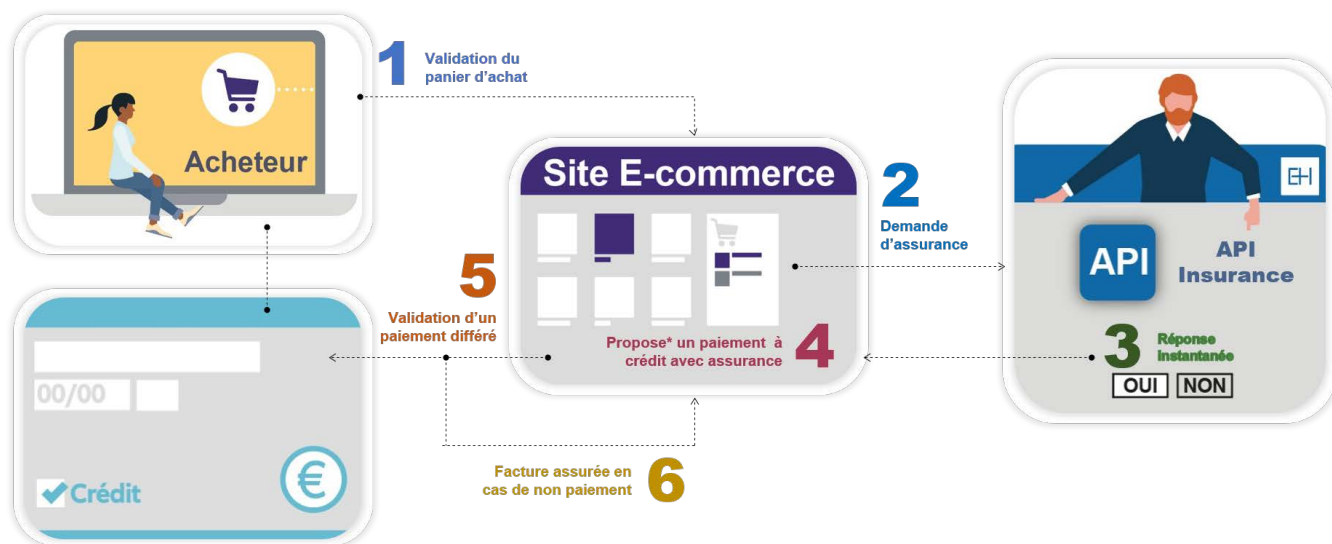 Acheteur
1
Validation du
panier d'achat
Site E-commerce
2
Demande
d'assurance
EH
API
API
Insurance
3
Réponse
instantanée
OUI NON
4
Propose* un paiement à
crédit avec assurance
5
Validation d'un
paiement différé
00/00
Crédit
€
6
Facture assurée en
cas de non paiement